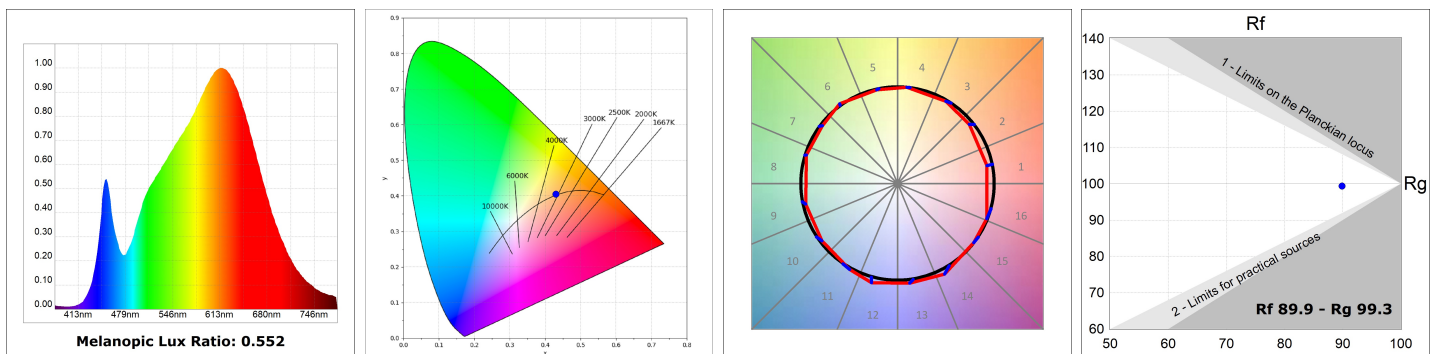 1.00
0.90
0.80
0.70
0.60
0.50
0.40
0.30
0.20
0.10
0.00
413nm 479nm 546nm 613nm 680nm 746nm
Melanopic Lux Ratio: 0.552
0.9
0.8
0.7
0.6
0.5
0.4
0.3
0.2
0.1
0.0
y
0.0 0.1 0.2 0.3 0.4 0.5 0.6 0.7 0.8
x
10000K
6000K
4000K
3000K
2500K
2000K
1667K
1
2
3
4
5
6
7
8
9
10
11
12
13
14
15
16
Rf
140
130
120
110
100
90
80
70
60
50 60 70 80 90 100
Rg
1 - Limits on the Planckian locus
2 - Limits for practical sources
Rf 89.9 - Rg 99.3